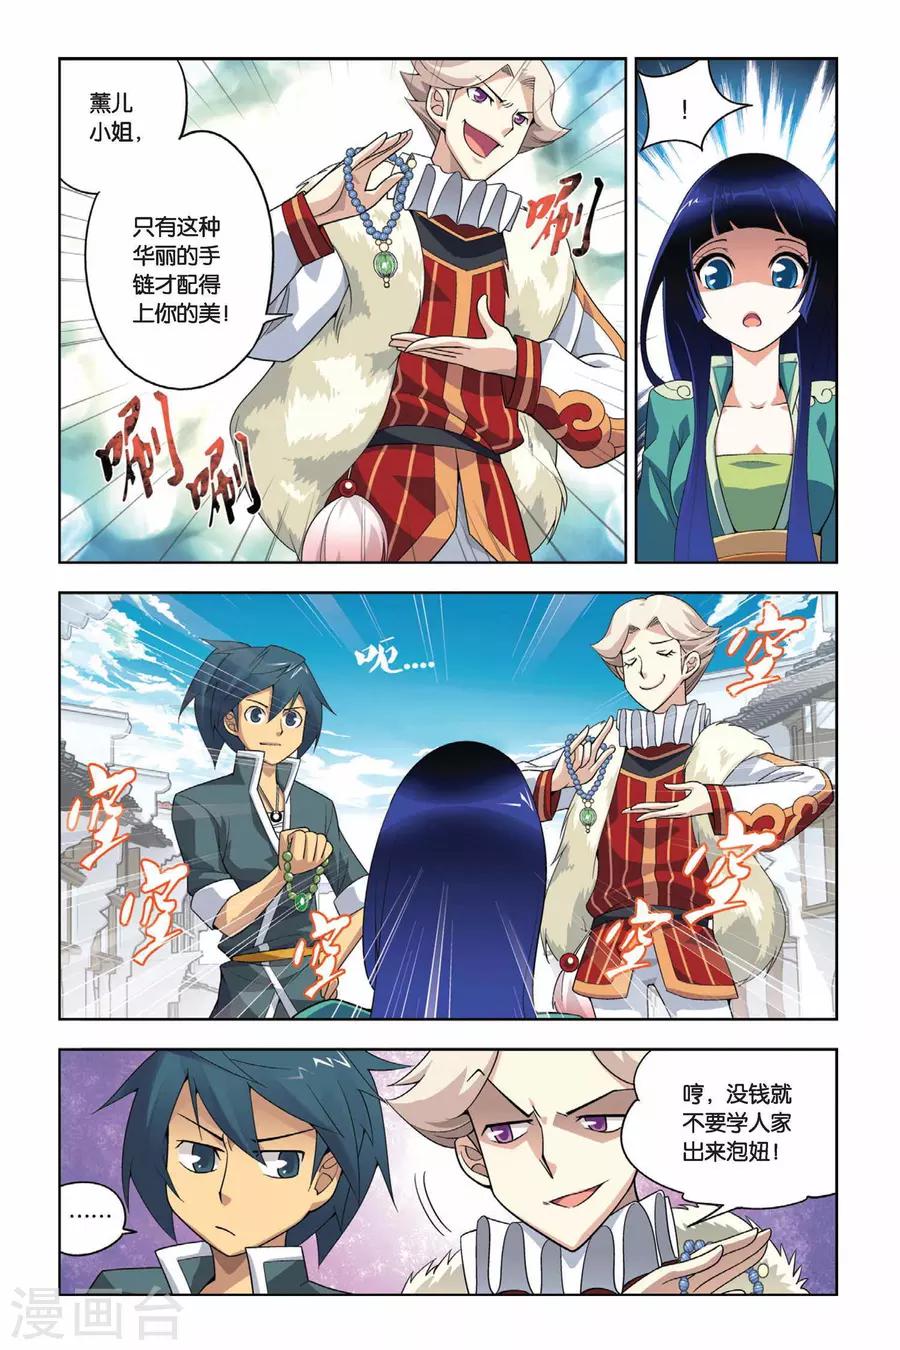 薰儿
小姐，
只有这种
华丽的手
链才配得
上你的美！
唰
唰
唰
！
呃....
空
空
空
空
空
空
……
哼，没钱就
不要学人家
出来泡妞！
漫画台